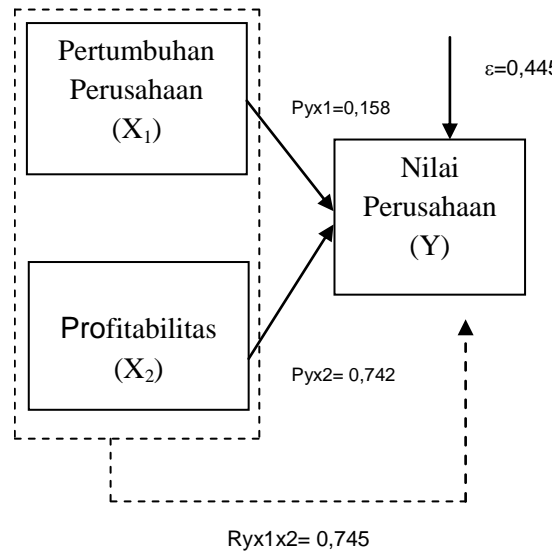 Pertumbuhan
Perusahaan
(X1)
Pyx1=0,158
ε=0,445
Nilai
Perusahaan
(Y)
Profitabilitas
(X2)
Pyx2= 0,742
Ryx1x2= 0,745